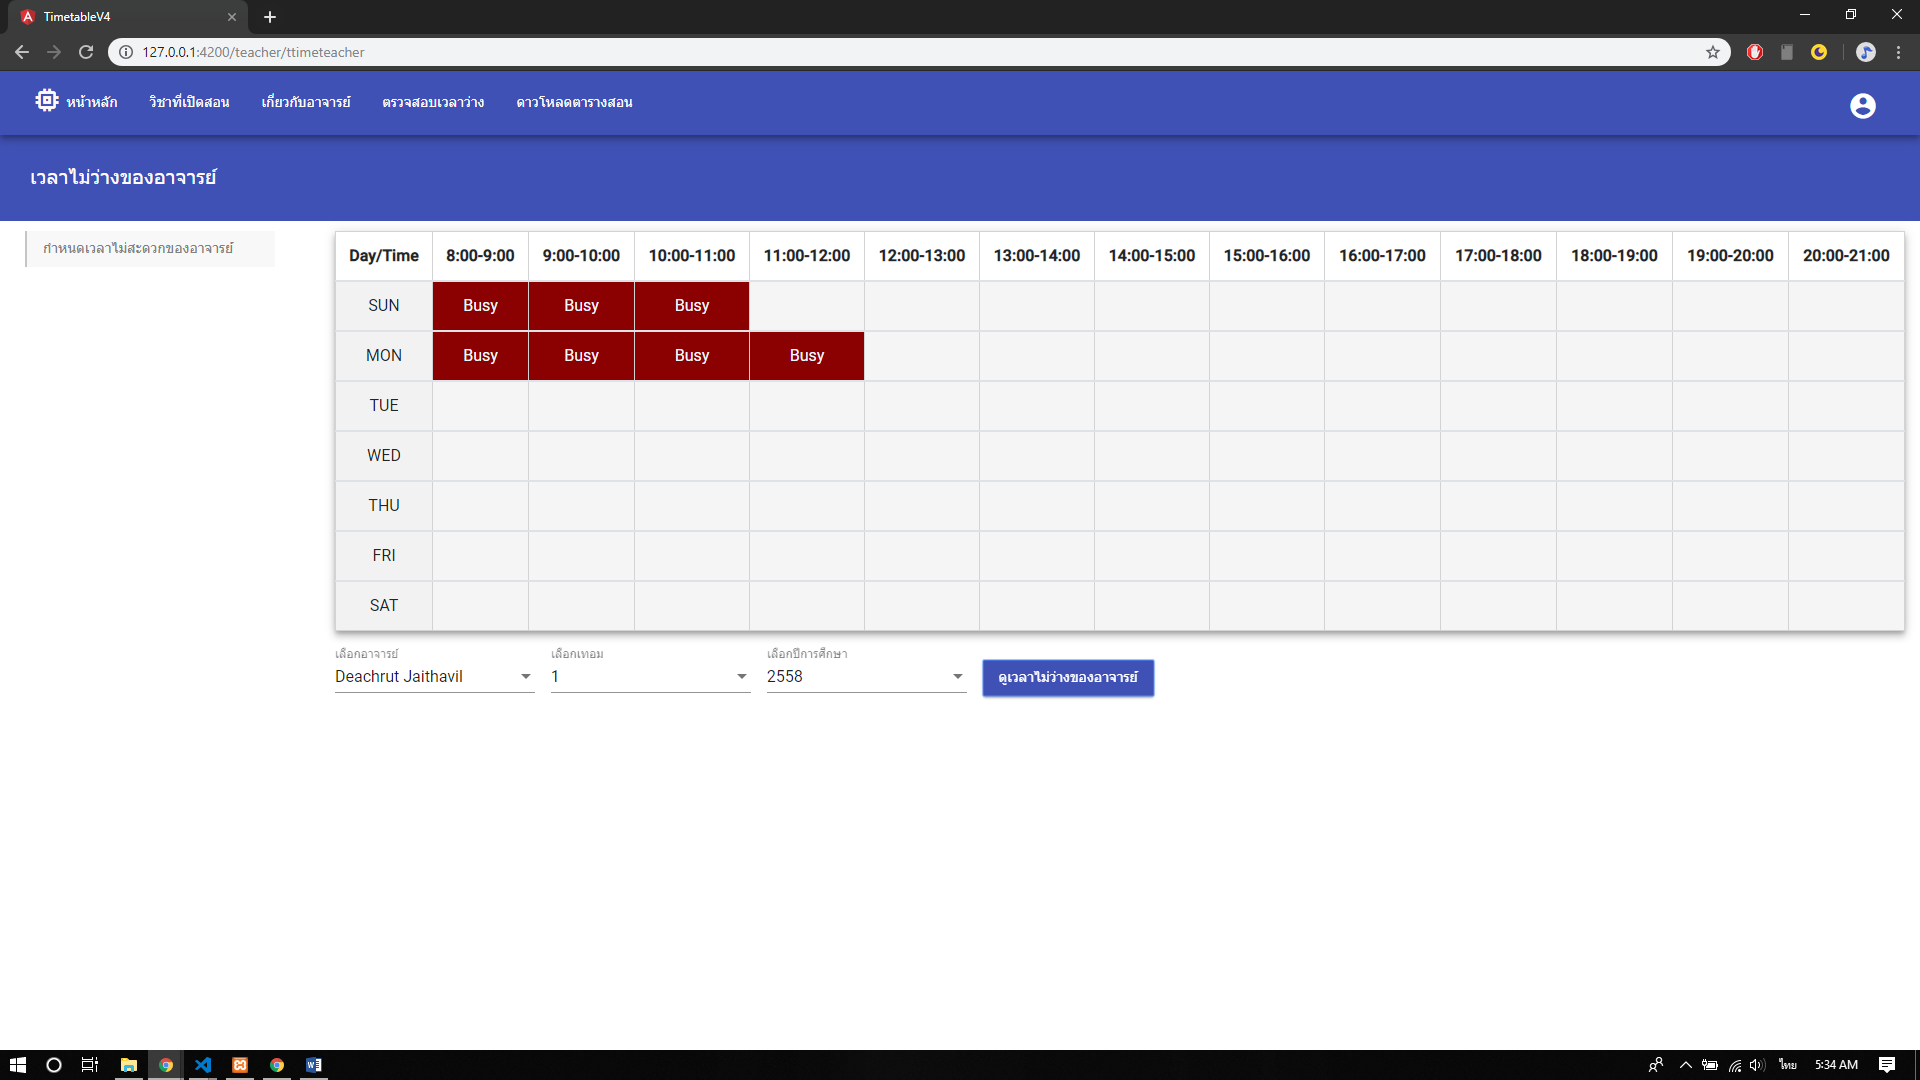 TimetableV4
127.0.0.1:4200/teacher/ttimeteacher
หน้าหลัก วิชาที่เปิดสอน เกี่ยวกับอาจารย์ ตรวจสอบเวลาว่าง ดาวโหลดตารางสอน
เวลาไม่ว่างของอาจารย์
กำหนดเวลาไม่สะดวกของอาจารย์
Day/Time 8:00-9:00 9:00-10:00 10:00-11:00 11:00-12:00 12:00-13:00 13:00-14:00 14:00-15:00 15:00-16:00 16:00-17:00 17:00-18:00 18:00-19:00 19:00-20:00 20:00-21:00
SUN Busy Busy Busy
MON Busy Busy Busy Busy
TUE
WED
THU
FRI
SAT
เลือกอาจารย์ เลือกเทอม เลือกปีการศึกษา
Deachrut Jaithavil 1 2558 ดูเวลาไม่ว่างของอาจารย์
ไทย 5:34 AM